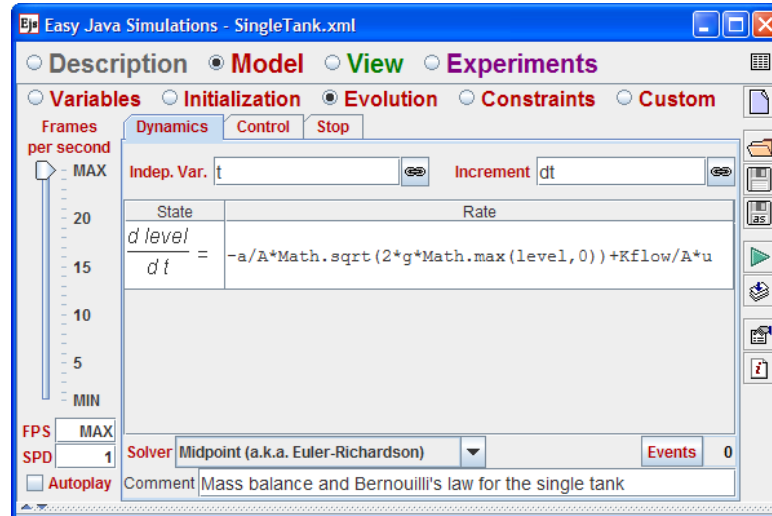 Ejs Easy Java Simulations - SingleTank.xml
Description Model View Experiments
Variables Initialization Evolution Constraints Custom
Frames per second
Dynamics Control Stop
MAX
20
15
10
5
MIN
Indep. Var. t Increment dt
State Rate
d level
d t
= -a/A*Math.sqrt(2*g*Math.max(level,0))+Kflow/A*u
as
FPS MAX
SPD 1
Autoplay
Solver Midpoint (a.k.a. Euler-Richardson) Events 0
Comment Mass balance and Bernouilli's law for the single tank